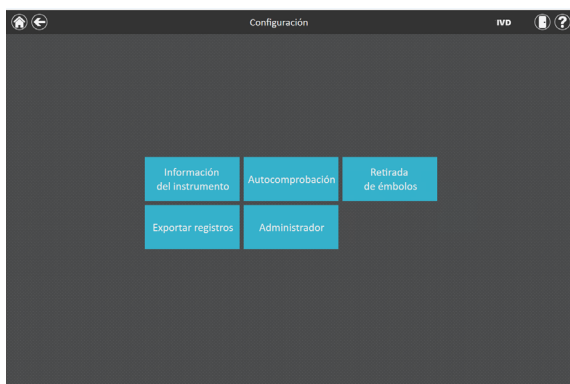 Configuración
IVD
?
Información
del instrumento
Autocomprobación
Retirada
de émbolos
Exportar registros
Administrador